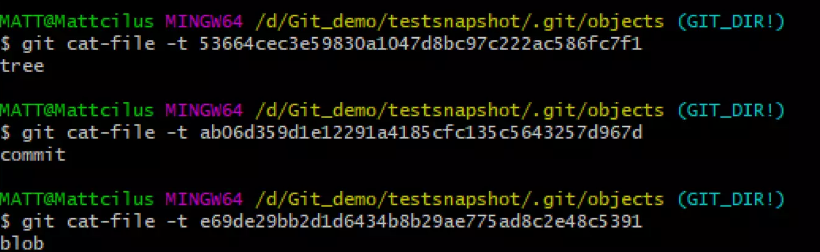 MATT@Mattcilus MINGW64 /d/Git_demo/testsnapshot/.git/objects (GIT_DIR!)
$ git cat-file -t 53664cec3e59830a1047d8bc97c222ac586fc7f1
tree
MATT@Mattcilus MINGW64 /d/Git_demo/testsnapshot/.git/objects (GIT_DIR!)
$ git cat-file -t ab06d359d1e12291a4185cfc135c5643257d967d
commit
MATT@Mattcilus MINGW64 /d/Git_demo/testsnapshot/.git/objects (GIT_DIR!)
$ git cat-file -t e69de29bb2d1d6434b8b29ae775ad8c2e48c5391
blob